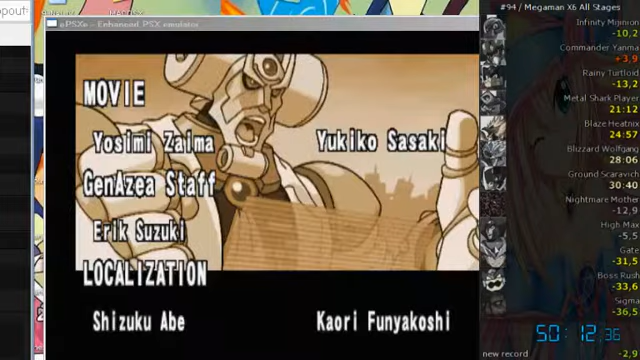 opout
ePSXe - Enhanced PSX emulator
#94 / Megaman X6 All Stages
MOVIE
Yosimi Zaima
Yukiko Sasaki
GenAzea Staff
Erik Suzuki
LOCALIZATION
Shizuku Abe
Kaori Funyakoshi
Infinity Mijinion
-10,2
Commander Yanma
+3,9
Rainy Turtloid
-13,2
Metal Shark Player
21:12
Blaze Heatnix
24:57
Blizzard Wolfgang
28:06
Ground Scaravich
30:40
Nightmare Mother
-12,9
High Max
-5,5
Gate
-31,5
Boss Rush
-33,6
Sigma
-36,5
50:12,36
new record
-2,9